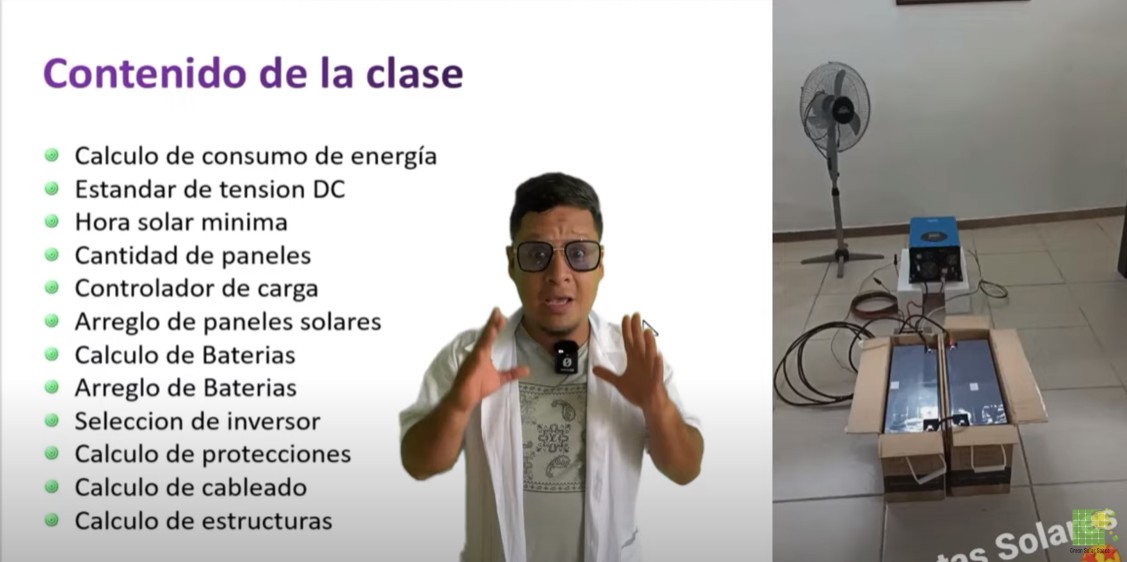 Contenido de la clase
Calculo de consumo de energía
Estandar de tension DC
Hora solar minima
Cantidad de paneles
Controlador de carga
Arreglo de paneles solares
Calculo de Baterias
Arreglo de Baterias
Seleccion de inversor
Calculo de protecciones
Calculo de cableado
Calculo de estructuras
Solares